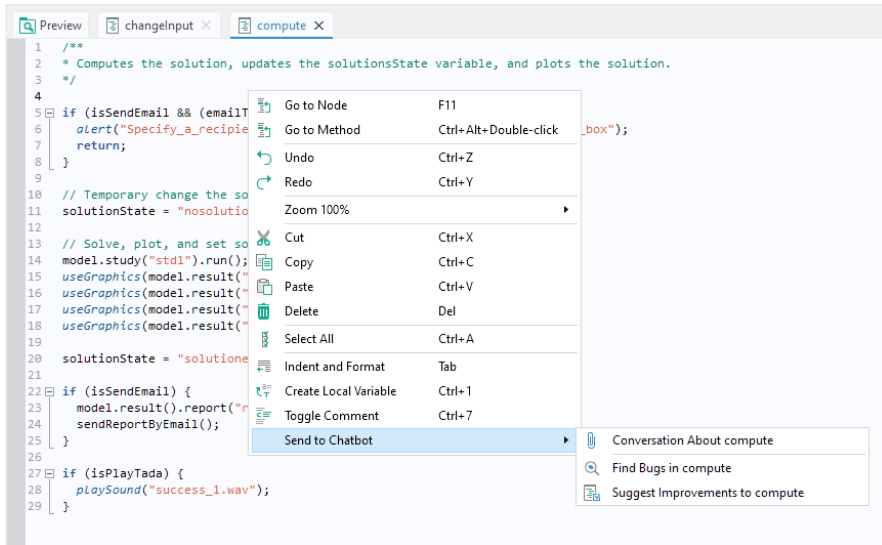 Preview changeInput compute
1 /**
2 * Computes the solution, updates the solutionsState variable, and plots the solution.
3 */
4
5 if (isSendEmail && (emailT
6 alert("Specify_a_recipie _box");
7 return;
8 }
9
10 // Temporary change the so
11 solutionState = "nosolutio
12
13 // Solve, plot, and set so
14 model.study("std1").run();
15 useGraphics(model.result("
16 useGraphics(model.result("
17 useGraphics(model.result("
18 useGraphics(model.result("
19
20 solutionState = "solutione
21
22 if (isSendEmail) {
23 model.result().report("r
24 sendReportByEmail();
25 }
26
27 if (isPlayTada) {
28 playSound("success_1.wav");
29 }
Go to Node F11
Go to Method Ctrl+Alt+Double-click
Undo Ctrl+Z
Redo Ctrl+Y
Zoom 100%
Cut Ctrl+X
Copy Ctrl+C
Paste Ctrl+V
Delete Del
Select All Ctrl+A
Indent and Format Tab
Create Local Variable Ctrl+1
Toggle Comment Ctrl+7
Send to Chatbot
Conversation About compute
Find Bugs in compute
Suggest Improvements to compute